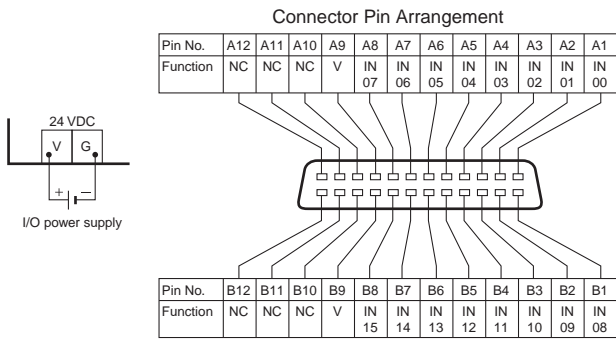 Connector Pin Arrangement
Pin No. A12 A11 A10 A9 A8 A7 A6 A5 A4 A3 A2 A1
Function NC NC NC V IN IN IN IN IN IN IN IN
07 06 05 04 03 02 01 00
24 VDC
V G
+ −
I/O power supply
Pin No. B12 B11 B10 B9 B8 B7 B6 B5 B4 B3 B2 B1
Function NC NC NC V IN IN IN IN IN IN IN IN
15 14 13 12 11 10 09 08